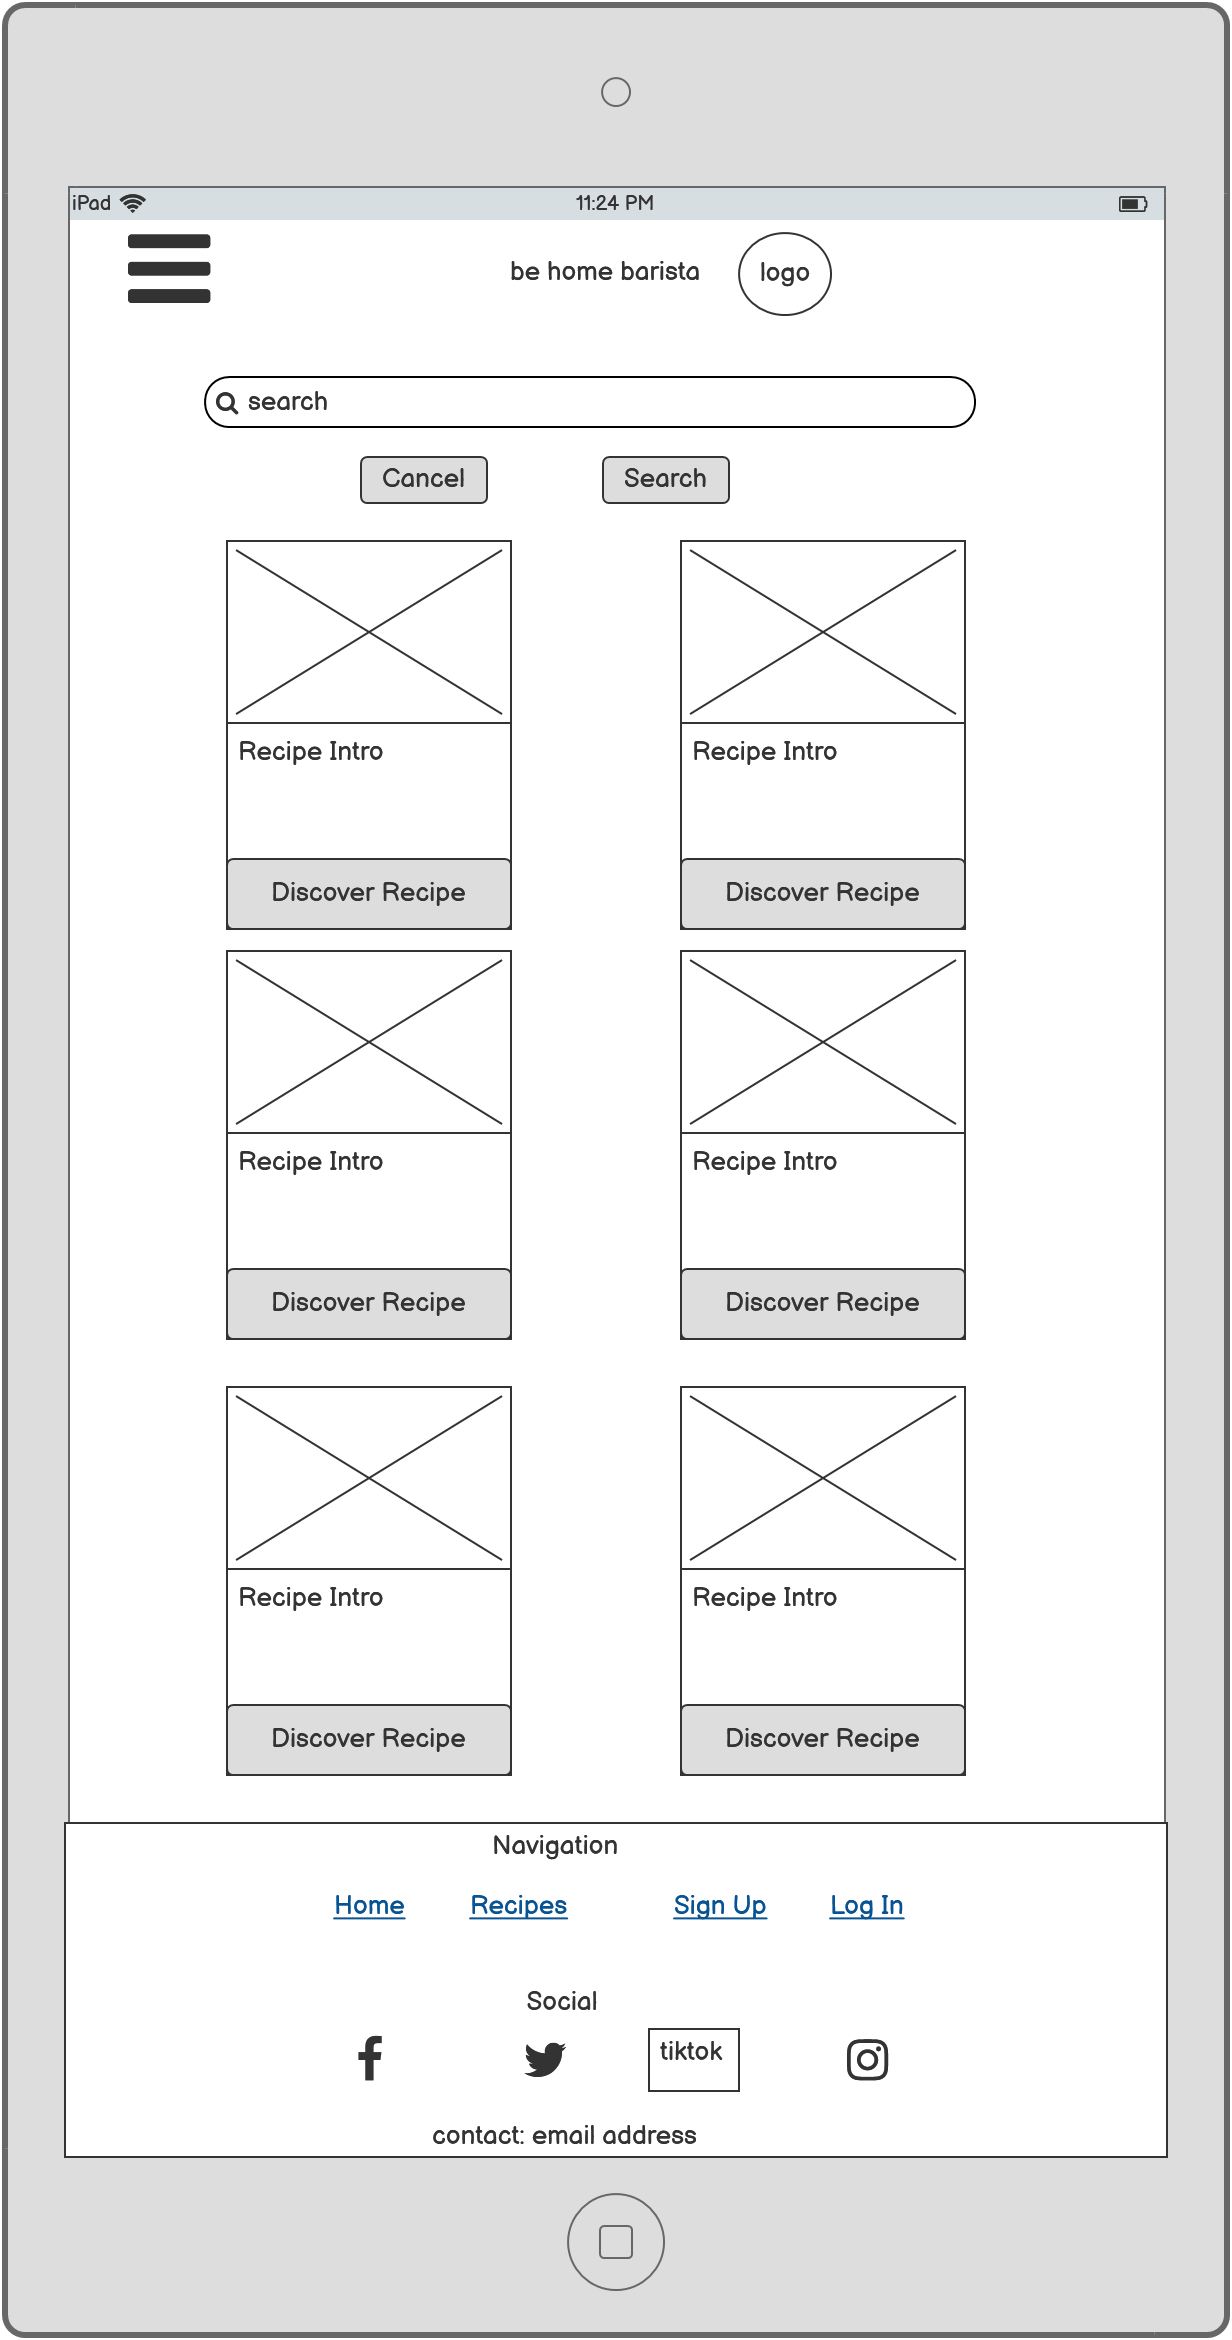 iPad 11:24 PM
be home barista logo
search
Cancel Search
Recipe Intro Recipe Intro
Discover Recipe Discover Recipe
Recipe Intro Recipe Intro
Discover Recipe Discover Recipe
Recipe Intro Recipe Intro
Discover Recipe Discover Recipe
Navigation
Home Recipes Sign Up Log In
Social
tiktok
contact: email address